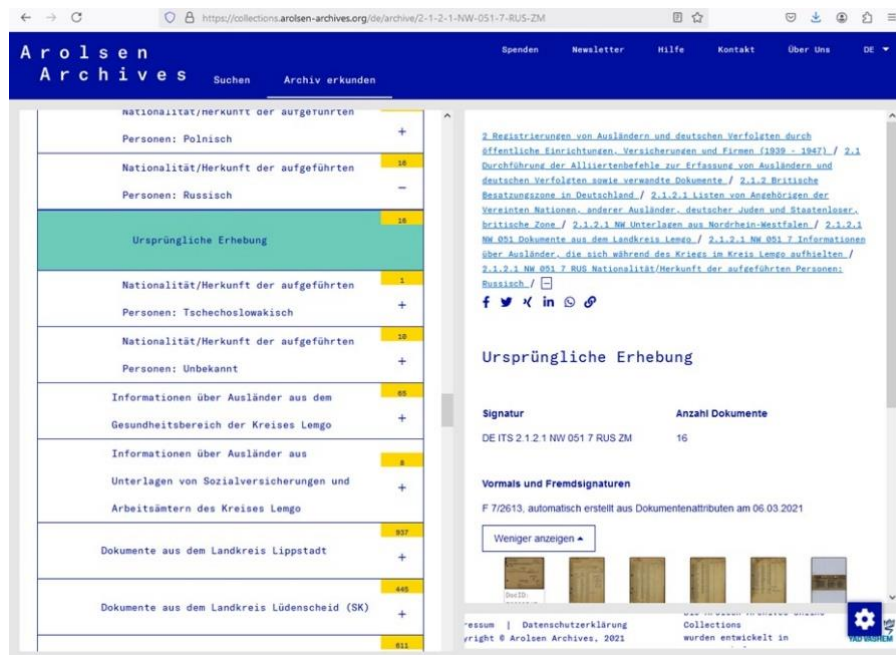 https://collections.arolsen-archives.org/de/archive/2-1-2-1-NW-051-7-RUS-ZM
Arolsen
Archives
Suchen
Archiv erkunden
Spenden
Newsletter
Hilfe
Kontakt
Über Uns
DE
Nationalität/Herkunft der aufgeführten
Personen: Polnisch
+
Nationalität/Herkunft der aufgeführten
Personen: Russisch
16
−
Ursprüngliche Erhebung
16
Nationalität/Herkunft der aufgeführten
Personen: Tschechoslowakisch
1
+
Nationalität/Herkunft der aufgeführten
Personen: Unbekannt
10
+
Informationen über Ausländer aus dem
Gesundheitsbereich der Kreises Lemgo
65
+
Informationen über Ausländer aus
Unterlagen von Sozialversicherungen und
Arbeitsämtern des Kreises Lemgo
8
+
Dokumente aus dem Landkreis Lippstadt
937
+
Dokumente aus dem Landkreis Lüdenscheid (SK)
445
+
611
2 Registrierungen von Ausländern und deutschen Verfolgten durch
öffentliche Einrichtungen, Versicherungen und Firmen (1939 - 1947) / 2.1
Durchführung der Alliiertenbefehle zur Erfassung von Ausländern und
deutschen Verfolgten sowie verwandte Dokumente / 2.1.2 Britische
Besatzungszone in Deutschland / 2.1.2.1 Listen von Angehörigen der
Vereinten Nationen, anderer Ausländer, deutscher Juden und Staatenloser,
britische Zone / 2.1.2.1 NW Unterlagen aus Nordrhein-Westfalen / 2.1.2.1
NW 051 Dokumente aus dem Landkreis Lemgo / 2.1.2.1 NW 051 7 Informationen
über Ausländer, die sich während des Kriegs im Kreis Lemgo aufhielten /
2.1.2.1 NW 051 7 RUS Nationalität/Herkunft der aufgeführten Personen:
Russisch /
Ursprüngliche Erhebung
Signatur
DE ITS 2.1.2.1 NW 051 7 RUS ZM
Anzahl Dokumente
16
Vormals und Fremdsignaturen
F 7/2613, automatisch erstellt aus Dokumentenattributen am 06.03.2021
Weniger anzeigen
DocID:
ressum | Datenschutzerklärung
yright © Arolsen Archives, 2021
Die Arolsen Archives Online
Collections
wurden entwickelt in
YAD VASHEM